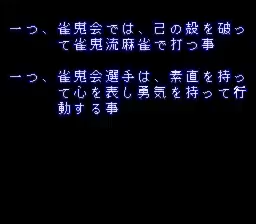 一つ、雀鬼会では、己の殻を破っ
て雀鬼流麻雀で打つ事
一つ、雀鬼会選手は、素直を持っ
て心を表し勇気を持って行
動する事